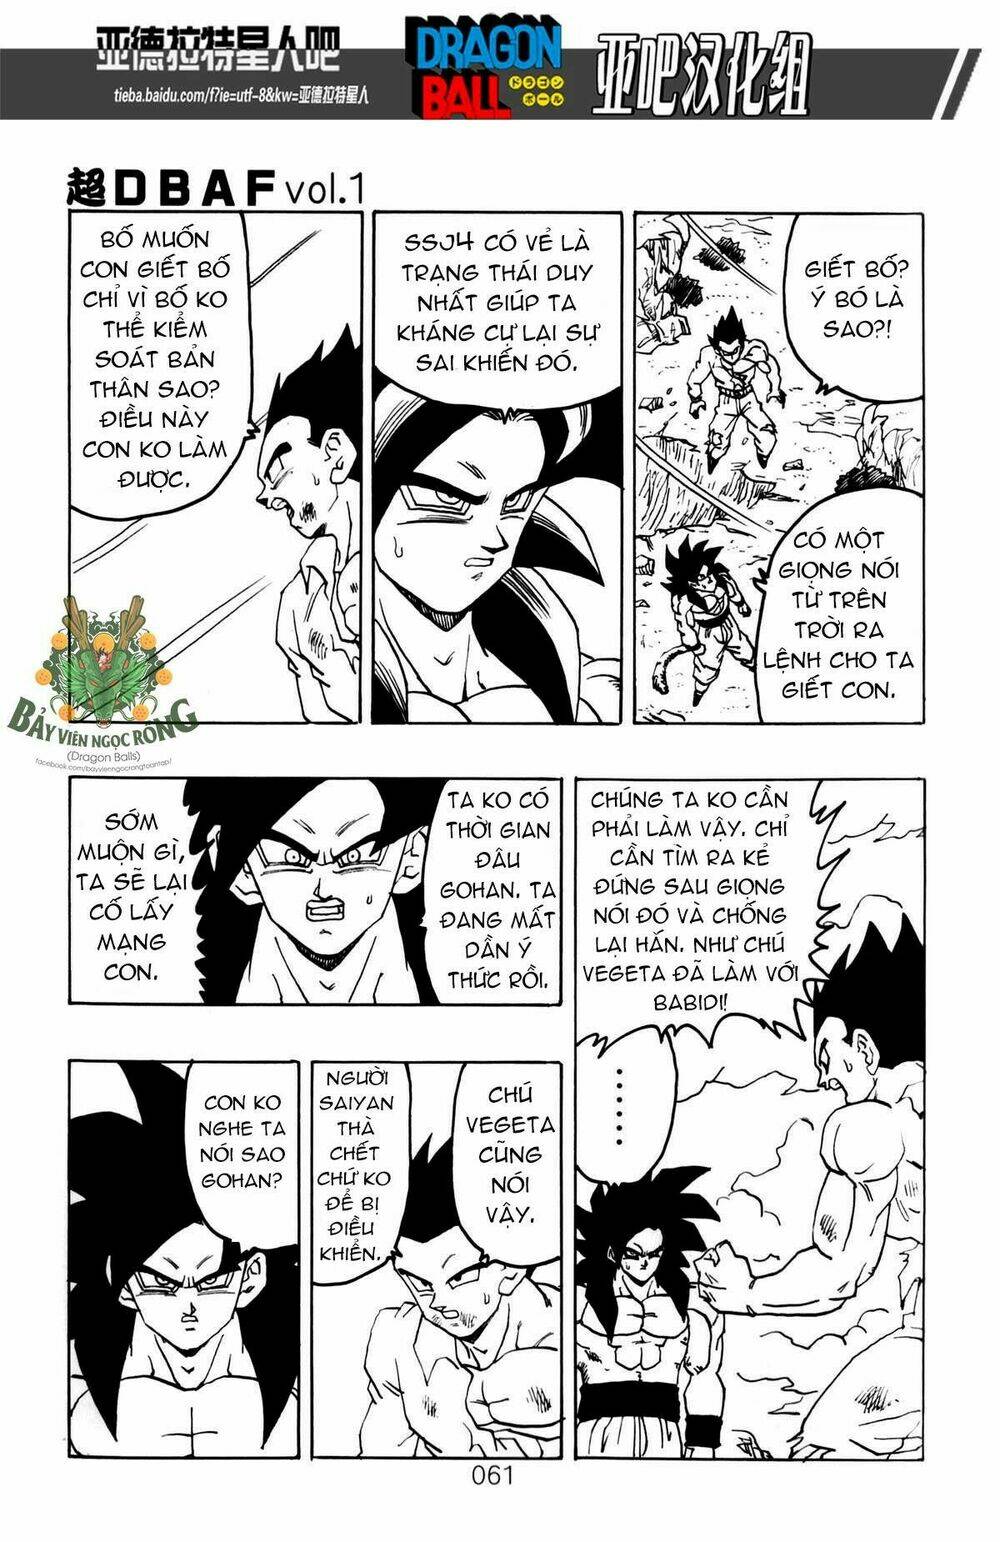 亚德拉特星人吧
tieba.baidu.com/f?ie=utf-8&kw=亚德拉特星人
DRAGON
BALL
ドラゴン
ボール
亚吧汉化组
超DBAF vol.1
GIẾT BỐ?
Ý BÓ LÀ
SAO?!
CÓ MỘT
GIỌNG NÓI
TỪ TRÊN
TRỜI RA
LỆNH CHO TA
GIẾT CON.
SSJ4 CÓ VẺ LÀ
TRẠNG THÁI DUY
NHẤT GIÚP TA
KHÁNG CỰ LẠI SỰ
SAI KHIẾN ĐÓ.
BỐ MUỐN
CON GIẾT BỐ
CHỈ VÌ BỐ KO
THỂ KIỂM
SOÁT BẢN
THÂN SAO?
ĐIỀU NÀY
CON KO LÀM
ĐƯỢC.
BẢY VIÊN NGỌC RỒNG
(Dragon Balls)
facebook.com/bayvienngocrongtoantap/
CHÚNG TA KO CẦN
PHẢI LÀM VẬY. CHỈ
CẦN TÌM RA KẺ
ĐỨNG SAU GIỌNG
NÓI ĐÓ VÀ CHỐNG
LẠI HẮN. NHƯ CHÚ
VEGETA ĐÃ LÀM VỚI
BABIDI!
......
TA KO CÓ
THỜI GIAN
ĐÂU
GOHAN. TA
ĐANG MẤT
DẦN Ý
THỨC RỒI.
SỚM
MUỘN GÌ,
TA SẼ LẠI
CỐ LẤY
MẠNG
CON.
CHÚ
VEGETA
CŨNG
NÓI
VẬY.
NGƯỜI
SAIYAN
THÀ
CHẾT
CHỨ KO
ĐỂ BỊ
ĐIỀU
KHIỂN.
CON KO
NGHE TA
NÓI SAO
GOHAN?
061